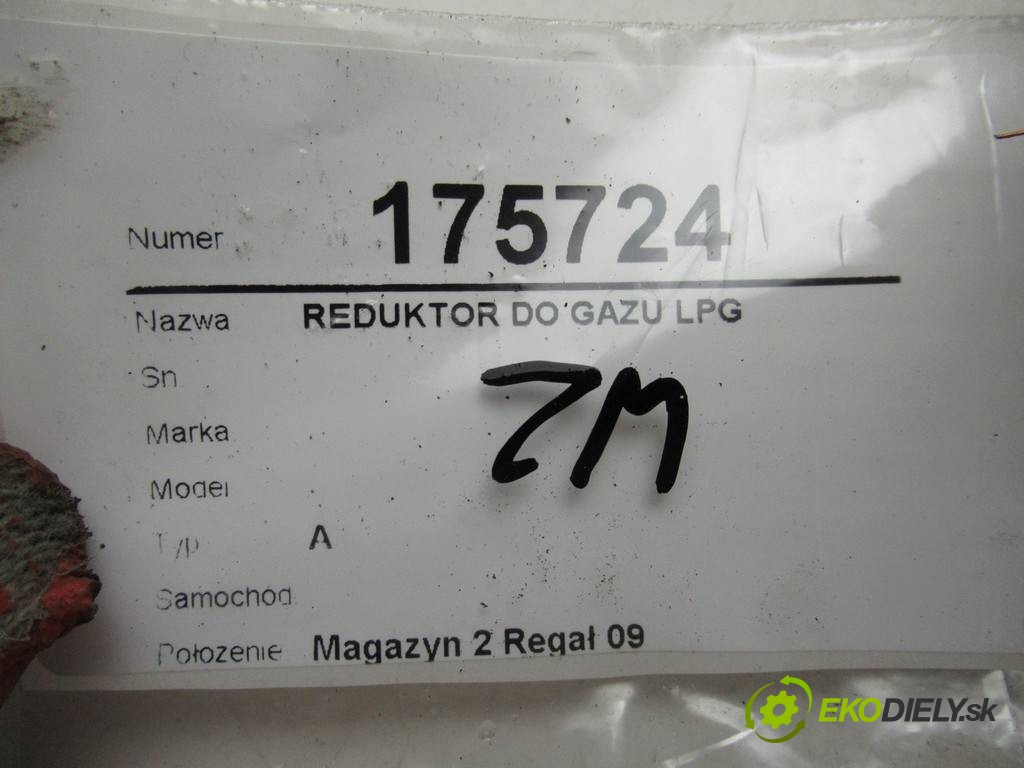 Numer 175724
Nazwa REDUKTOR DO GAZU LPG
Sn
ZM
Marka
Model
Typ A
Samochód
Położenie Magazyn 2 Regał 09
EKODIELY.sk